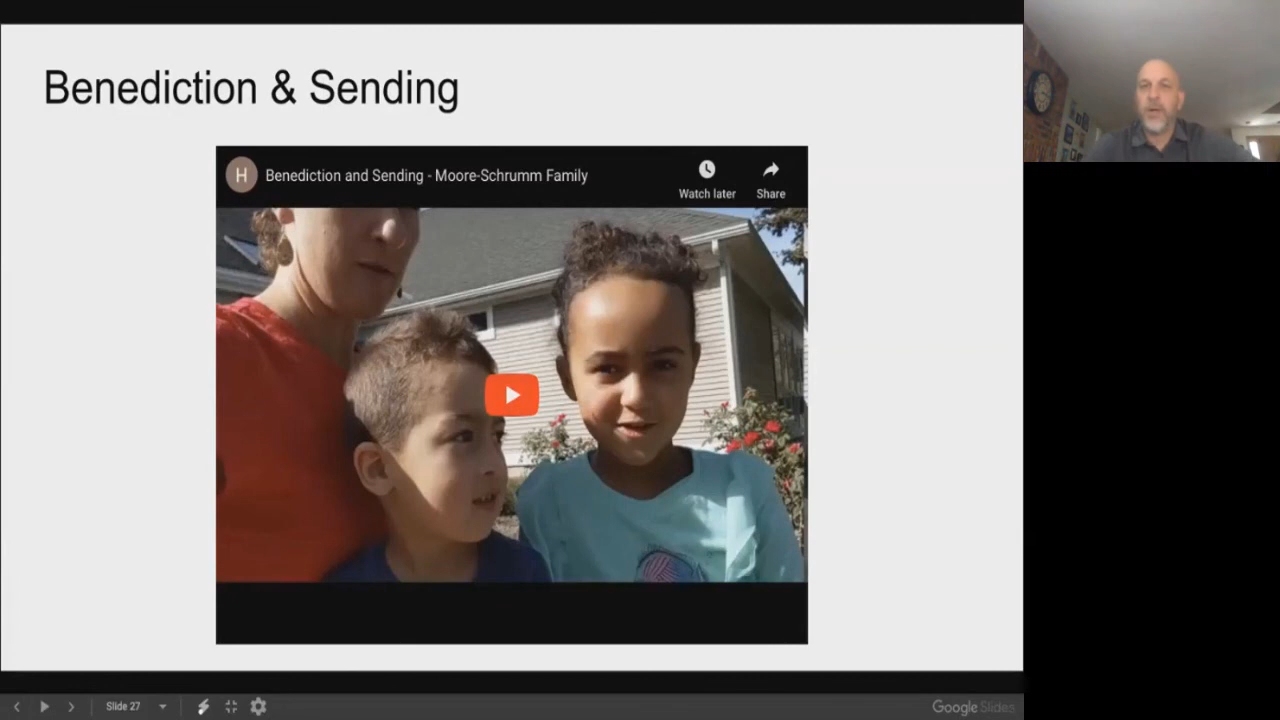 Benediction & Sending
H
Benediction and Sending - Moore-Schrumm Family
Watch later
Share
Slide 27
Google Slides